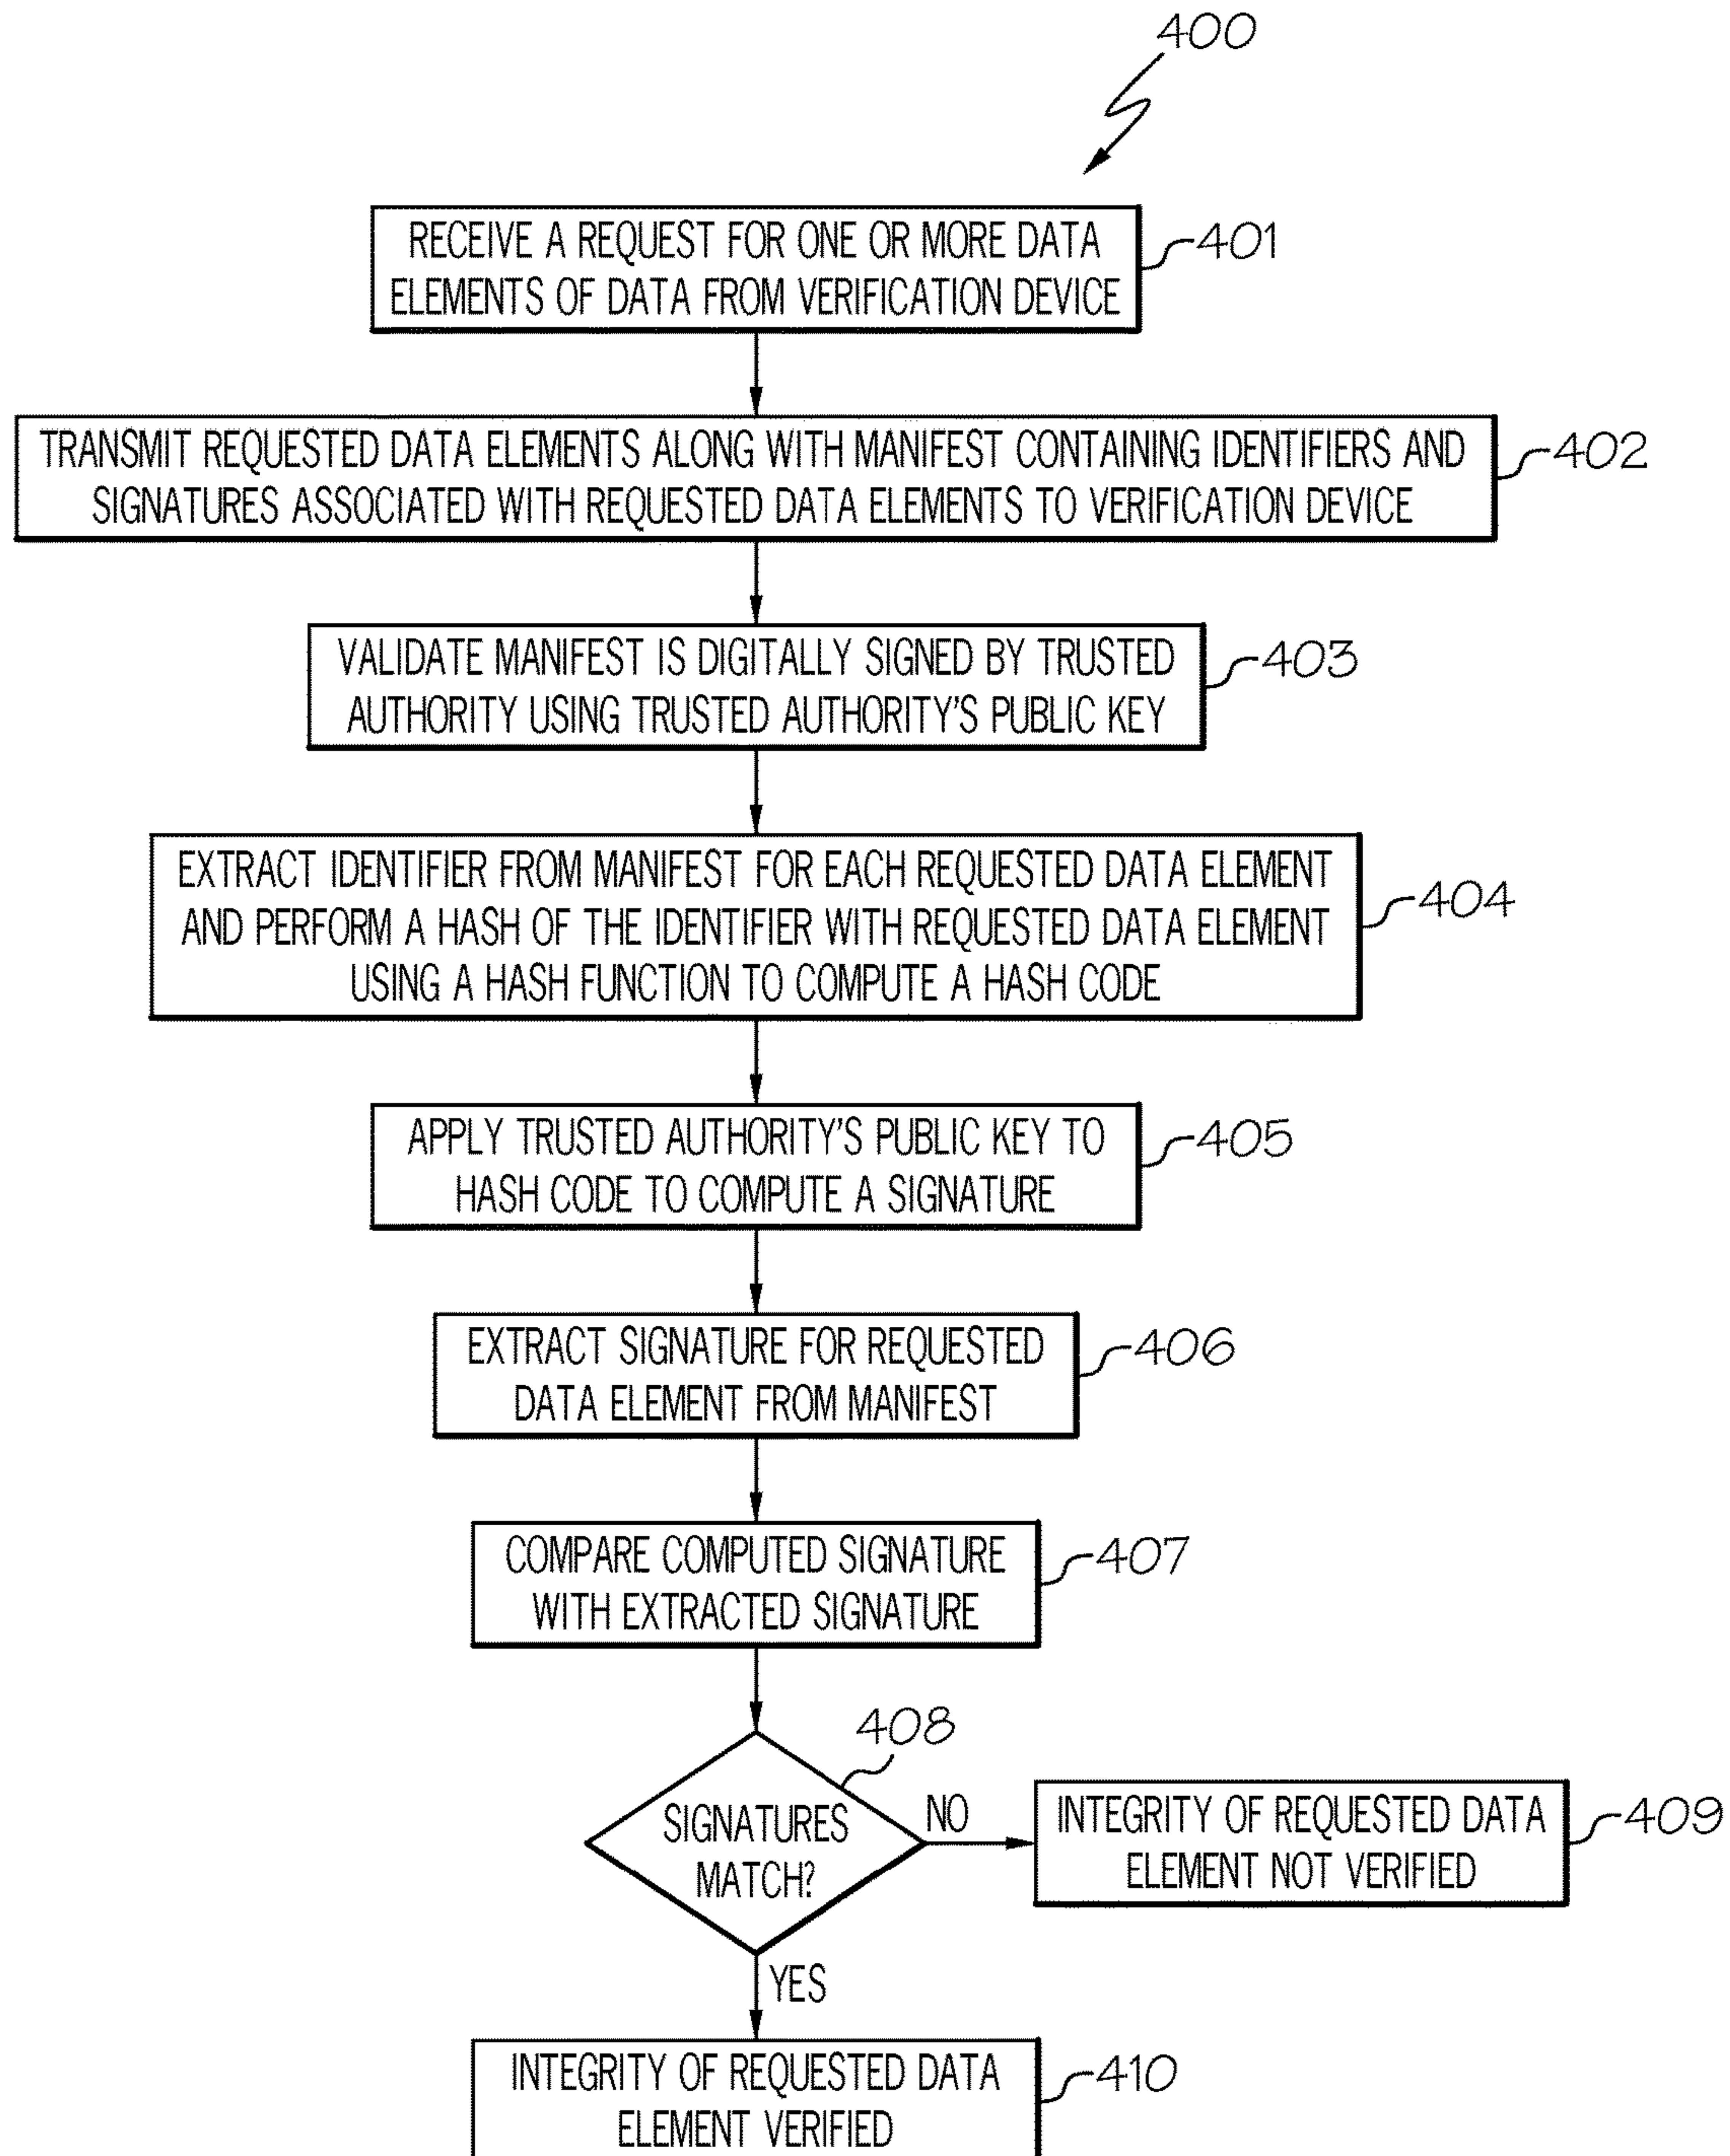 400
RECEIVE A REQUEST FOR ONE OR MORE DATA
ELEMENTS OF DATA FROM VERIFICATION DEVICE
401
TRANSMIT REQUESTED DATA ELEMENTS ALONG WITH MANIFEST CONTAINING IDENTIFIERS AND
SIGNATURES ASSOCIATED WITH REQUESTED DATA ELEMENTS TO VERIFICATION DEVICE
402
VALIDATE MANIFEST IS DIGITALLY SIGNED BY TRUSTED
AUTHORITY USING TRUSTED AUTHORITY'S PUBLIC KEY
403
EXTRACT IDENTIFIER FROM MANIFEST FOR EACH REQUESTED DATA ELEMENT
AND PERFORM A HASH OF THE IDENTIFIER WITH REQUESTED DATA ELEMENT
USING A HASH FUNCTION TO COMPUTE A HASH CODE
404
APPLY TRUSTED AUTHORITY'S PUBLIC KEY TO
HASH CODE TO COMPUTE A SIGNATURE
405
EXTRACT SIGNATURE FOR REQUESTED
DATA ELEMENT FROM MANIFEST
406
COMPARE COMPUTED SIGNATURE
WITH EXTRACTED SIGNATURE
407
408
SIGNATURES
MATCH?
NO
INTEGRITY OF REQUESTED DATA
ELEMENT NOT VERIFIED
409
YES
INTEGRITY OF REQUESTED DATA
ELEMENT VERIFIED
410